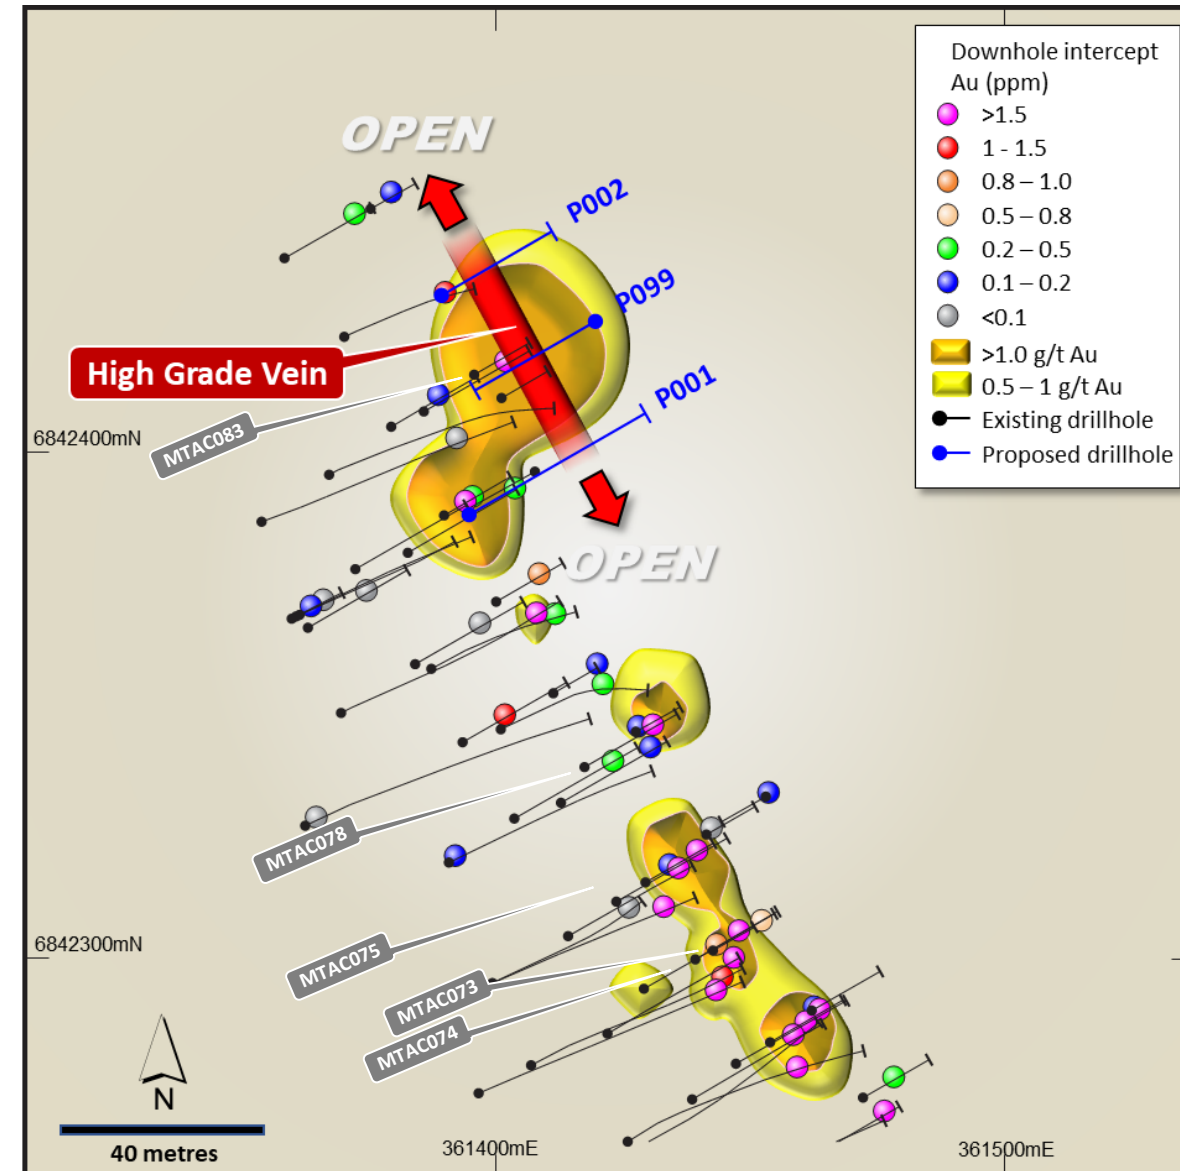 Downhole intercept
Au (ppm)
>1.5
1 - 1.5
0.8 – 1.0
0.5 – 0.8
0.2 – 0.5
0.1 – 0.2
<0.1
>1.0 g/t Au
0.5 – 1 g/t Au
Existing drillhole
Proposed drillhole
OPEN
P002
P099
High Grade Vein
P001
MTAC083
6842400mN
OPEN
MTAC078
MTAC075
6842300mN
MTAC073
MTAC074
N
40 metres
361400mE
361500mE